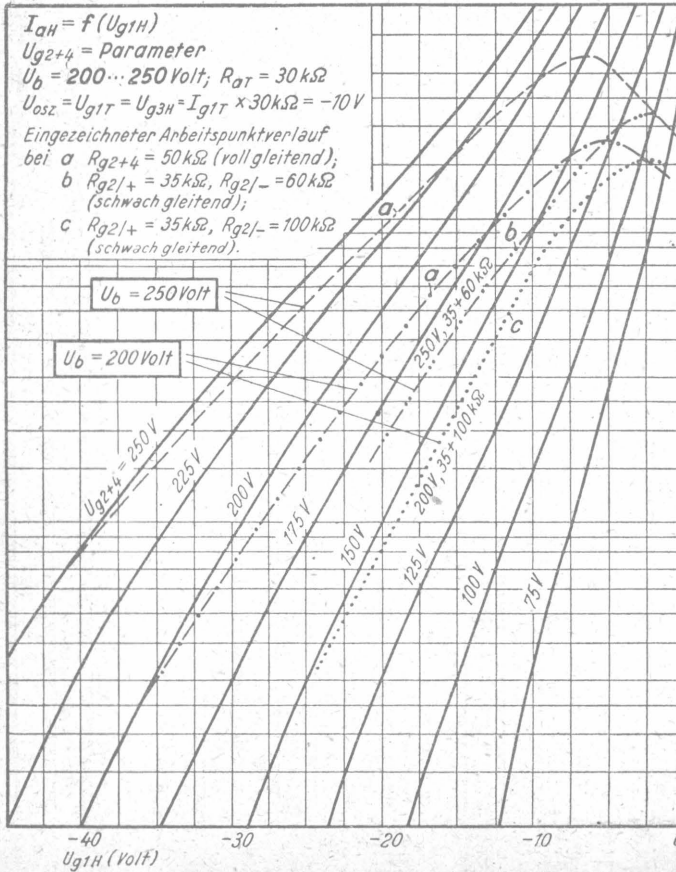 I_aH = f (U_g1H)
U_g2+4 = Parameter
U_b = 200...250 Volt; R_aT = 30 kΩ
U_osz = U_g1T = U_g3H = I_g1T × 30 kΩ = -10 V
Eingezeichneter Arbeitspunktverlauf
bei a R_g2+4 = 50 kΩ (voll gleitend);
b R_g2/+ = 35 kΩ, R_g2/- = 60 kΩ
(schwach gleitend);
c R_g2/+ = 35 kΩ, R_g2/- = 100 kΩ
(schwach gleitend).
a
a
b
c
U_b = 250 Volt
U_b = 200 Volt
250 V, 35 + 60 kΩ
200 V, 35 + 100 kΩ
U_g2+4 = 250 V
225 V
200 V
175 V
150 V
125 V
100 V
75 V
-40
-30
-20
-10
0
U_g1H (Volt)